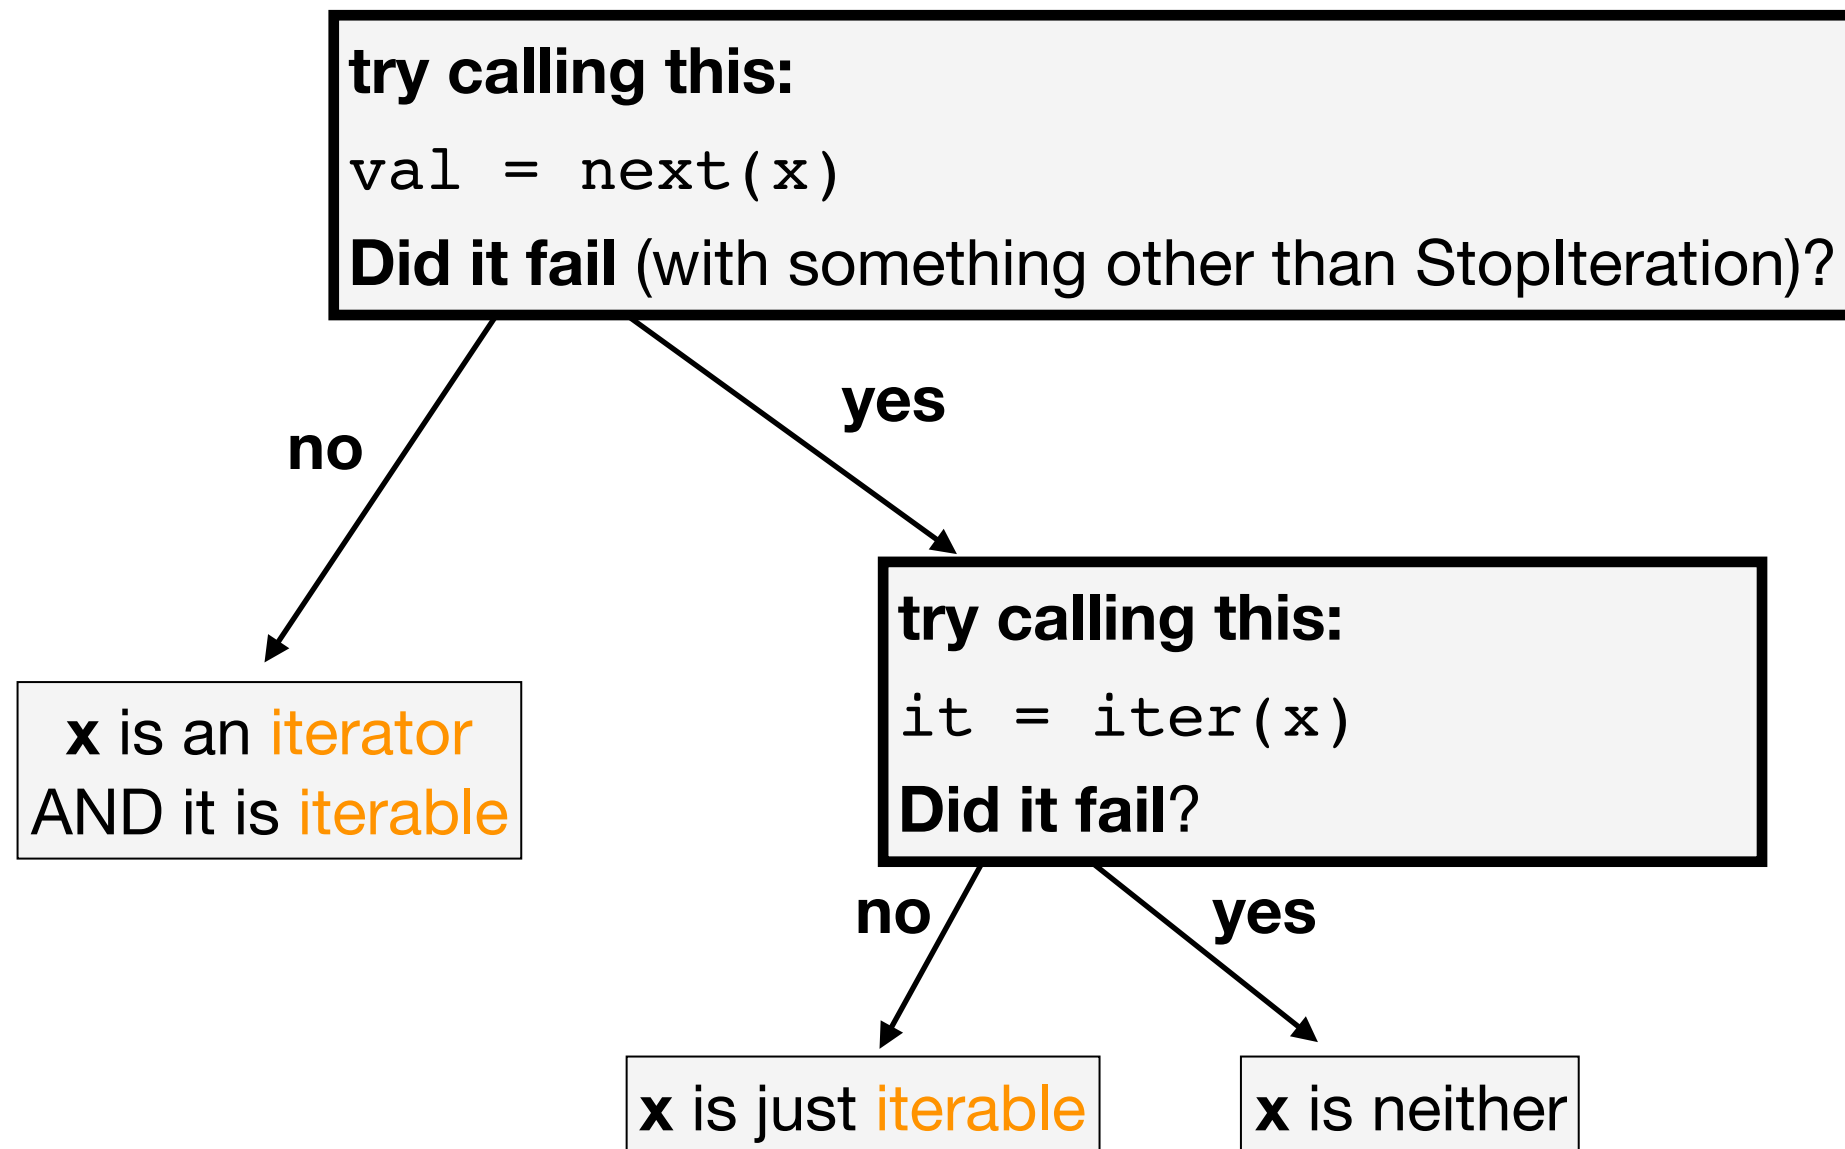 try calling this:
val = next(x)
Did it fail (with something other than StopIteration)?
no
yes
try calling this:
it = iter(x)
Did it fail?
x is an iterator
AND it is iterable
no
yes
x is just iterable
x is neither